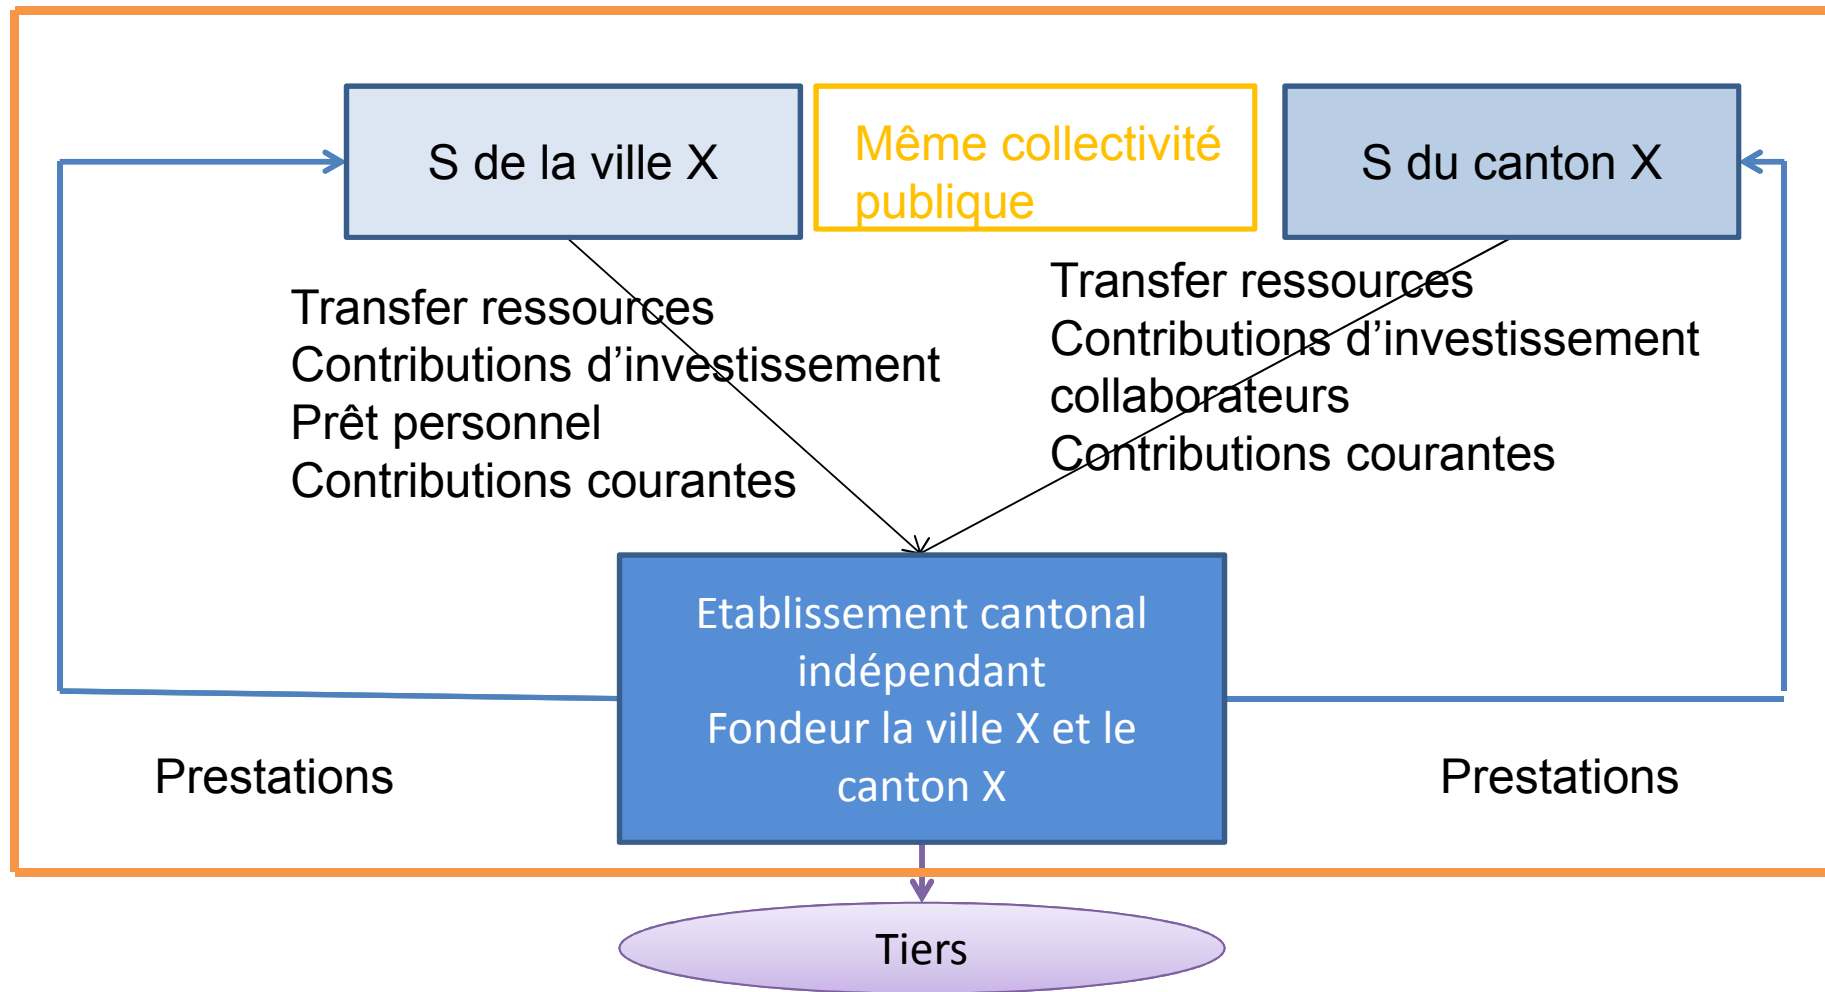 S de la ville X
Même collectivité
publique
S du canton X
Transfer ressources
Contributions d’investissement
Prêt personnel
Contributions courantes
Transfer ressources
Contributions d’investissement
collaborateurs
Contributions courantes
Etablissement cantonal
indépendant
Fondeur la ville X et le
canton X
Prestations
Prestations
Tiers